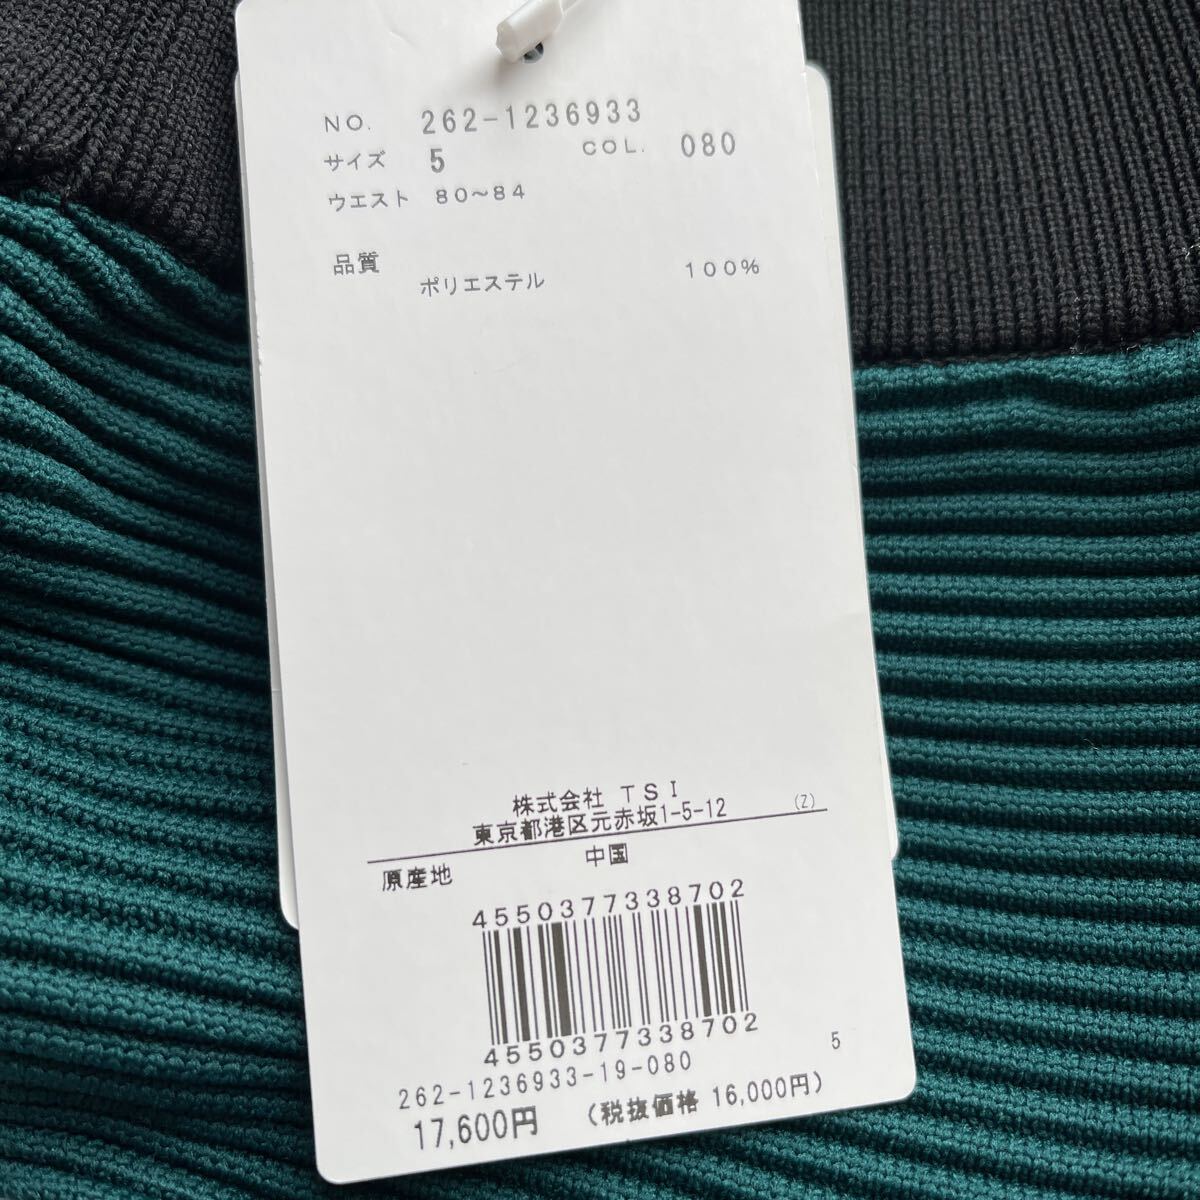 NO. 262-1236933
サイズ 5 COL. 080
ウエスト 80～84
品質
ポリエステル 100%
株式会社 TSI
東京都港区元赤坂1-5-12 (Z)
原産地 中国
4550377338702
4550377338702
262-1236933-19-080 5
17,600円 (税抜価格 16,000円)